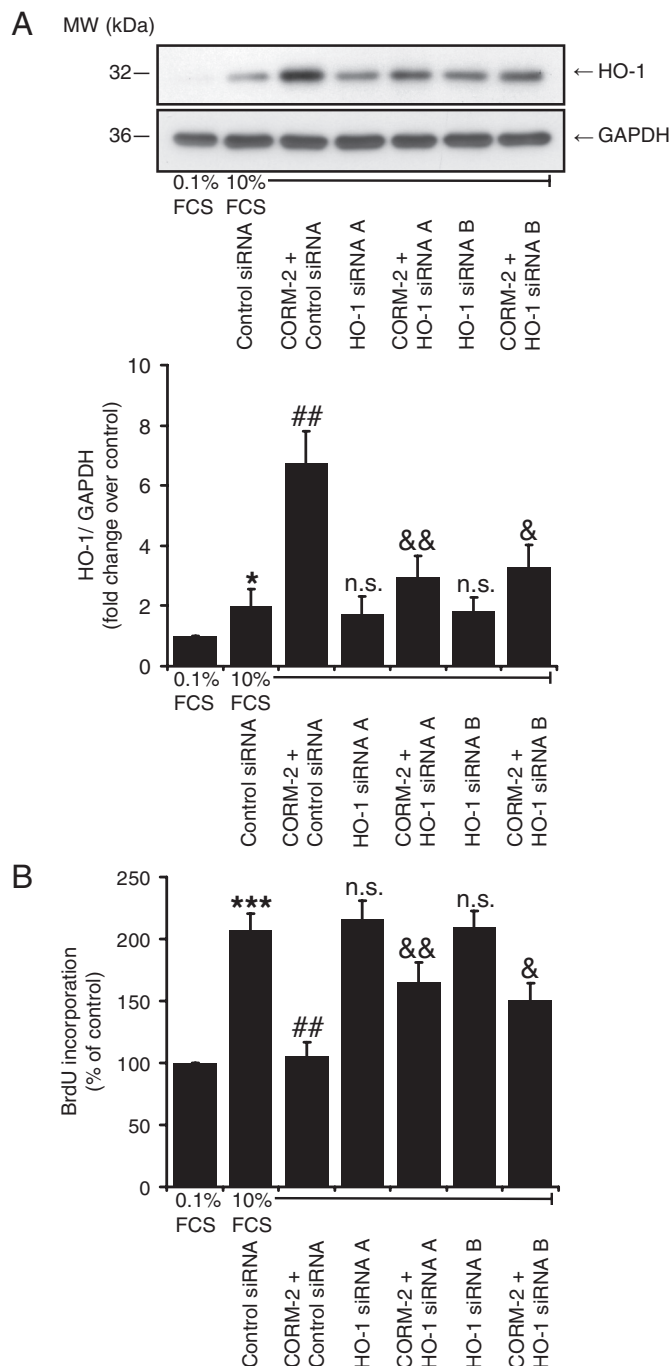 A MW (kDa)
32 ← HO-1
36 ← GAPDH
0.1% 10%
FCS FCS
Control siRNA
CORM-2 +
Control siRNA
HO-1 siRNA A
CORM-2 +
HO-1 siRNA A
HO-1 siRNA B
CORM-2 +
HO-1 siRNA B
HO-1/ GAPDH
(fold change over control)
10
8
6
4
2
0
*
##
n.s.
&&
n.s.
&
0.1% 10%
FCS FCS
Control siRNA
CORM-2 +
Control siRNA
HO-1 siRNA A
CORM-2 +
HO-1 siRNA A
HO-1 siRNA B
CORM-2 +
HO-1 siRNA B
B
BrdU incorporation
(% of control)
250
200
150
100
50
0
***
##
n.s.
&&
n.s.
&
0.1% 10%
FCS FCS
Control siRNA
CORM-2 +
Control siRNA
HO-1 siRNA A
CORM-2 +
HO-1 siRNA A
HO-1 siRNA B
CORM-2 +
HO-1 siRNA B